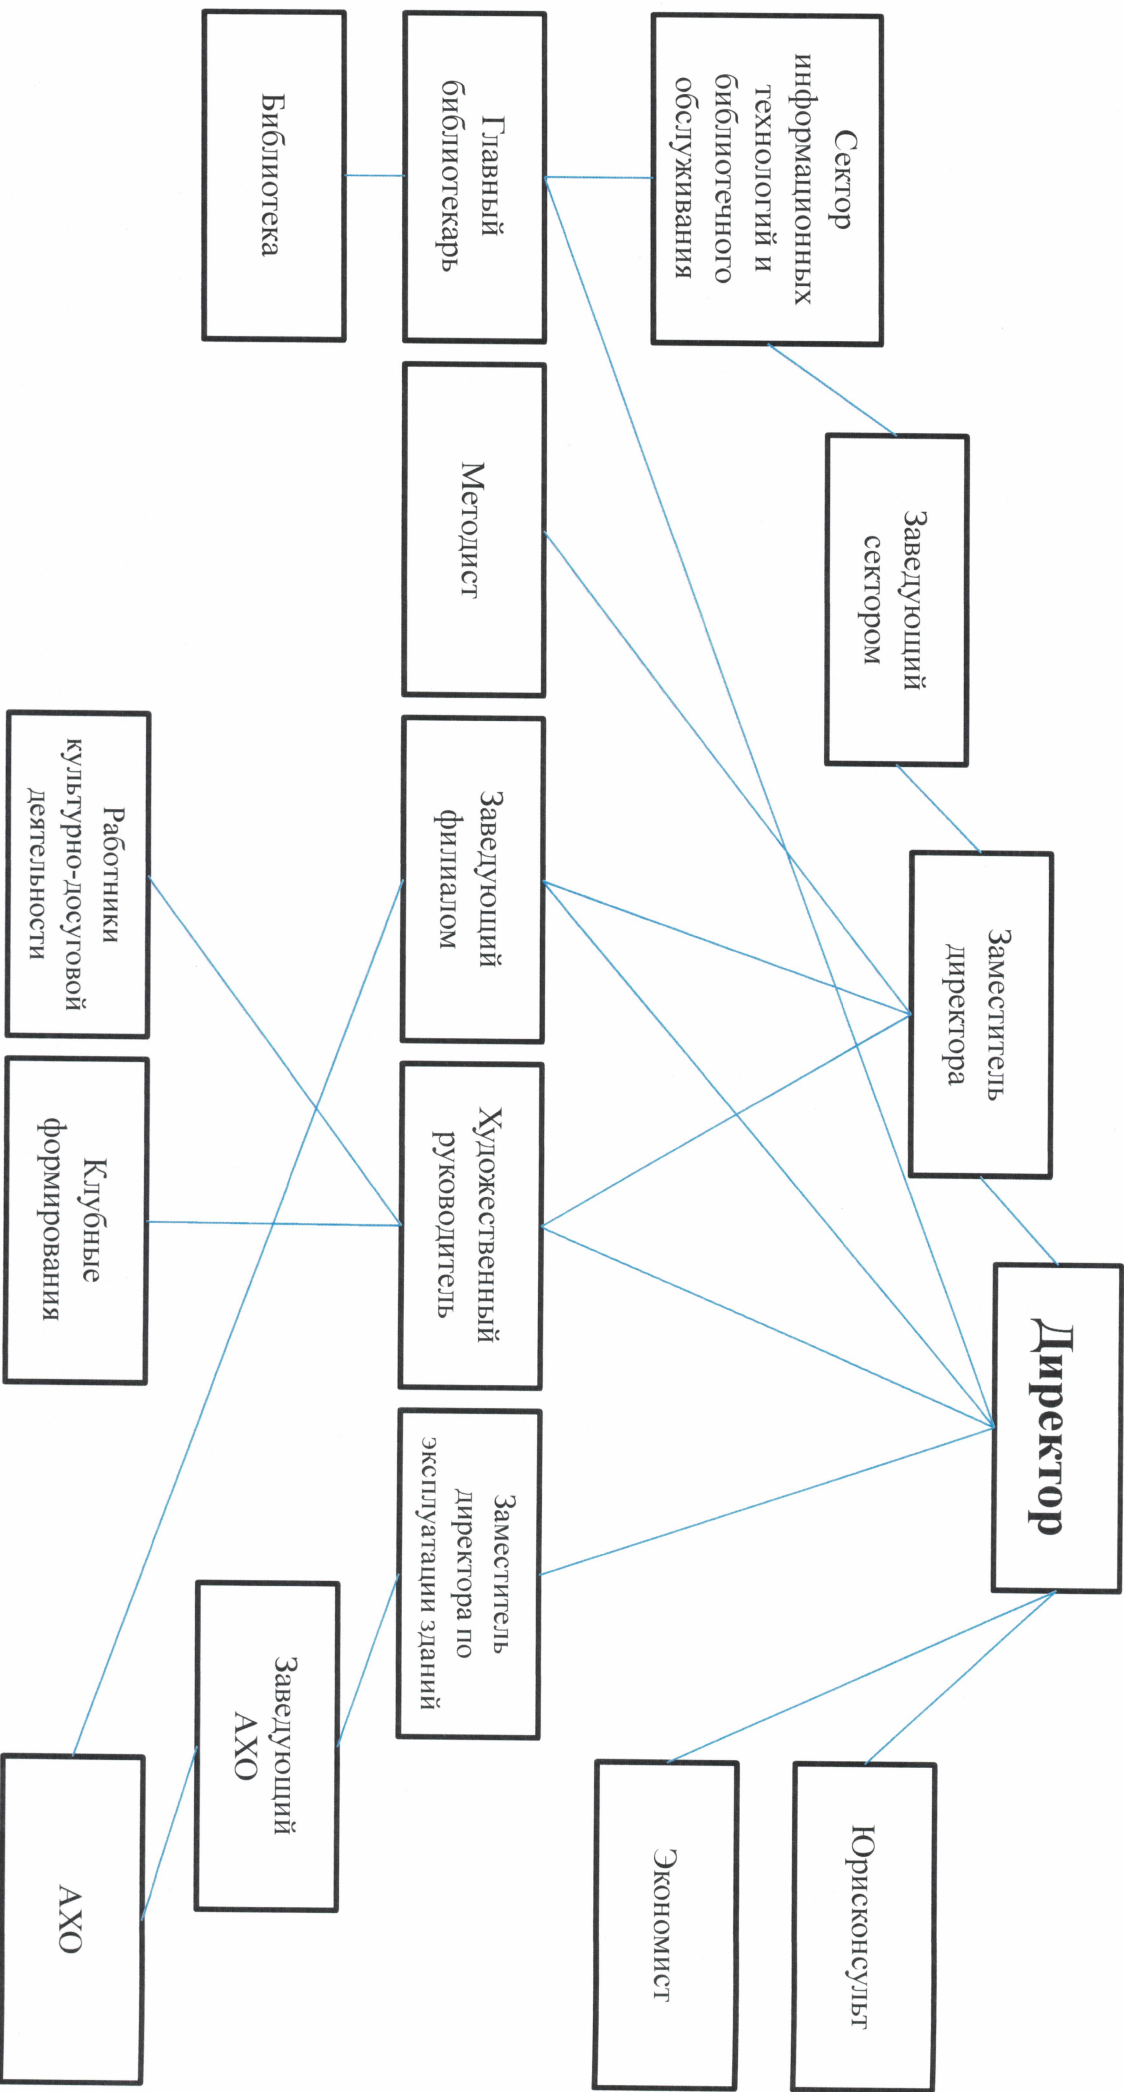 Директор
Заместитель
директора
Заведующий
сектором
Сектор
информационных
технологий и
библиотечного
обслуживания
Юрисконсульт
Экономист
Главный
библиотекарь
Методист
Заведующий
филиалом
Художественный
руководитель
Заместитель
директора по
эксплуатации зданий
Библиотека
Заведующий
АХО
Работники
культурно-досуговой
деятельности
Клубные
формирования
АХО